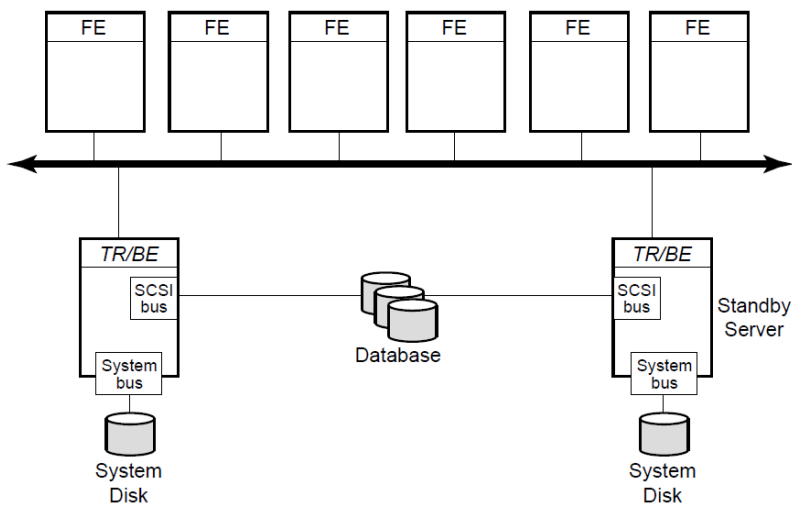 FE
FE
FE
FE
FE
FE
TR/BE
SCSI
bus
System
bus
System
Disk
Database
TR/BE
SCSI
bus
Standby
Server
System
bus
System
Disk